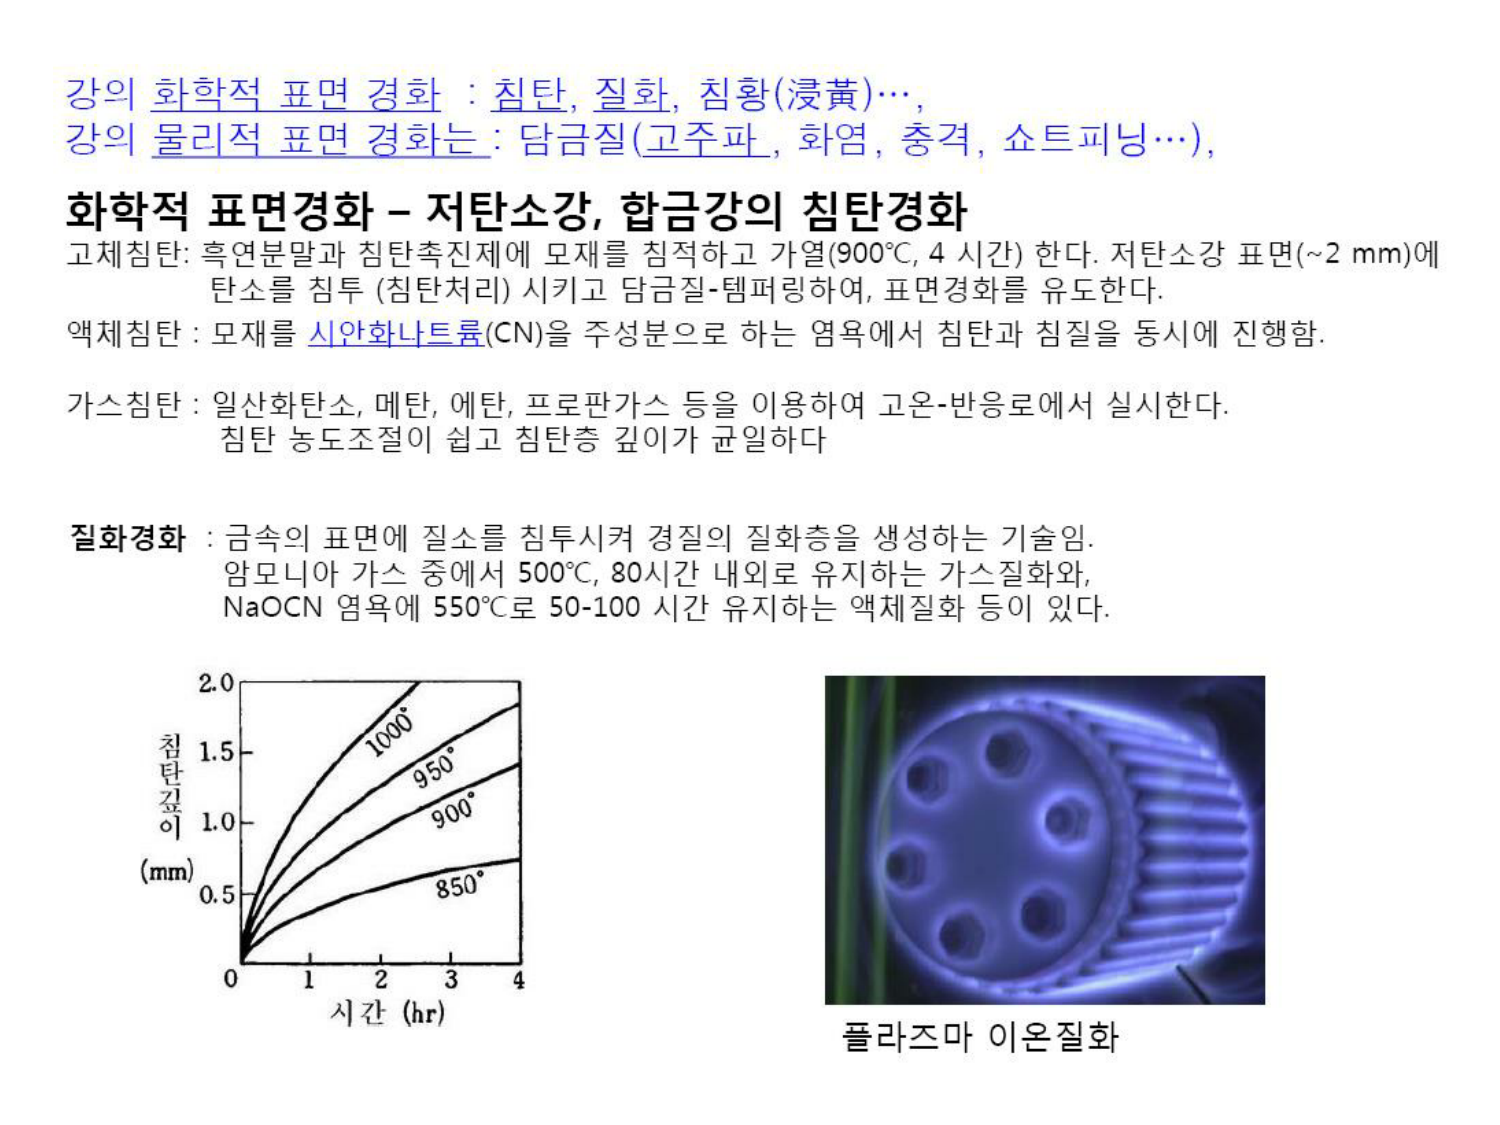 강의 화학적 표면 경화 : 침탄, 질화, 침황(浸黃)…,
강의 물리적 표면 경화는 : 담금질(고주파 , 화염, 충격, 쇼트피닝…),
화학적 표면경화 – 저탄소강, 합금강의 침탄경화
고체침탄: 흑연분말과 침탄촉진제에 모재를 침적하고 가열(900℃, 4 시간) 한다. 저탄소강 표면(~2 mm)에
탄소를 침투 (침탄처리) 시키고 담금질-템퍼링하여, 표면경화를 유도한다.
액체침탄 : 모재를 시안화나트륨(CN)을 주성분으로 하는 염욕에서 침탄과 침질을 동시에 진행함.
가스침탄 : 일산화탄소, 메탄, 에탄, 프로판가스 등을 이용하여 고온-반응로에서 실시한다.
침탄 농도조절이 쉽고 침탄층 깊이가 균일하다
질화경화 : 금속의 표면에 질소를 침투시켜 경질의 질화층을 생성하는 기술임.
암모니아 가스 중에서 500℃, 80시간 내외로 유지하는 가스질화와,
NaOCN 염욕에 550℃로 50-100 시간 유지하는 액체질화 등이 있다.
침탄깊이
(mm)
2.0
1.5
1.0
0.5
0 1 2 3 4
시간 (hr)
1000°
950°
900°
850°
플라즈마 이온질화